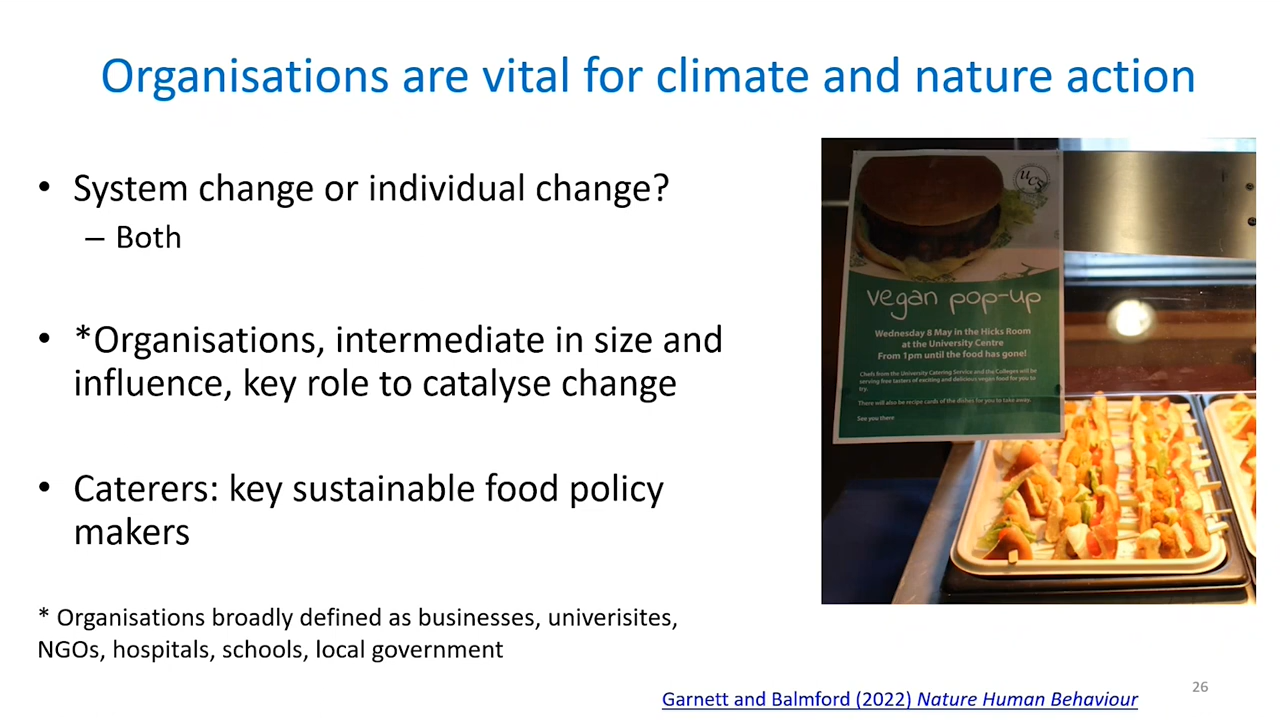 Organisations are vital for climate and nature action
• System change or individual change?
– Both
• *Organisations, intermediate in size and
influence, key role to catalyse change
• Caterers: key sustainable food policy
makers
* Organisations broadly defined as businesses, univerisites,
NGOs, hospitals, schools, local government
ucs
vegan pop-up
Wednesday 8 May in the Hicks Room
at the University Centre
From 1pm until the food has gone!
Chefs from the University Catering Service and the Colleges will be
serving free tasters of exciting and delicious vegan food for you to
try.
There will also be recipe cards of the dishes for you to take away.
See you there
Garnett and Balmford (2022) Nature Human Behaviour
26